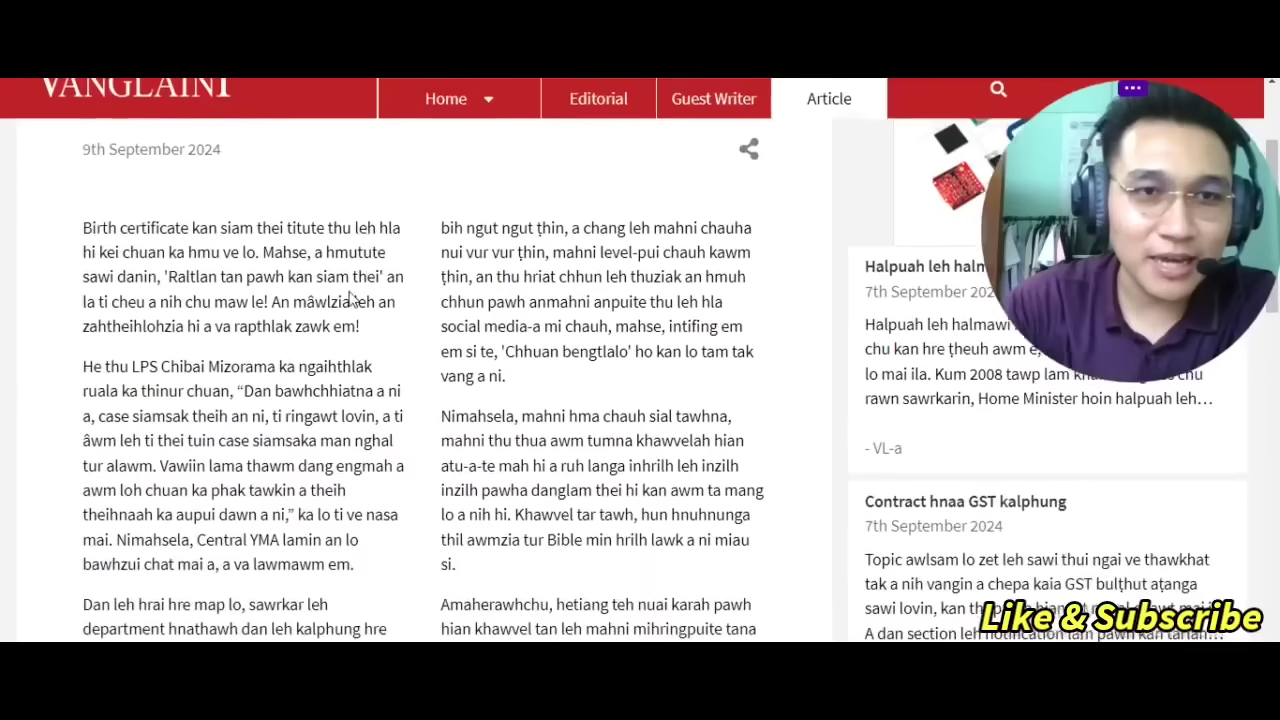 VANGLAINI
Home
Editorial
Guest Writer
Article
9th September 2024
Birth certificate kan siam thei titute thu leh hla
hi kei chuan ka hmu ve lo. Mahse, a hmutute
sawi danin, 'Raltlan tan pawh kan siam thei' an
la ti cheu a nih chu maw le! An mâwlzia leh an
zahtheihlohzia hi a va rapthlak zawk em!
He thu LPS Chibai Mizorama ka ngaihthlak
ruala ka thinur chuan, “Dan bawhchhiatna a ni
a, case siamsak theih an ni, ti ringawt lovin, a ti
âwm leh ti thei tuin case siamsaka man nghal
tur alawm. Vawiin lama thawm dang engmah a
awm loh chuan ka phak tawkin a theih
theihnaah ka aupui dawn a ni,” ka lo ti ve nasa
mai. Nimahsela, Central YMA lamin an lo
bawhzui chat mai a, a va lawmawm em.
Dan leh hrai hre map lo, sawrkar leh
department hnathawh dan leh kalphung hre
bih ngut ngut ṭhin, a chang leh mahni chauha
nui vur vur ṭhin, mahni level-pui chauh kawm
ṭhin, an thu hriat chhun leh thuziak an hmuh
chhun pawh anmahni anpuite thu leh hla
social media-a mi chauh, mahse, intifing em
em si te, 'Chhuan bengtlalo' ho kan lo tam tak
vang a ni.
Nimahsela, mahni hma chauh sial tawhna,
mahni thu thua awm tumna khawvelah hian
atu-a-te mah hi a ruh langa inhrilh leh inzilh
inzilh pawha danglam thei hi kan awm ta mang
lo a nih hi. Khawvel tar tawh, hun hnuhnunga
thil awmzia tur Bible min hrilh lawk a ni miau
si.
Amaherawhchu, hetiang teh nuai karah pawh
hian khawvel tan leh mahni mihringpuite tana
Halpuah leh
7th September
Halpuah leh halmawi
chu kan hre ṭheuh awm
lo mai ila. Kum 2008 tawp lam chu
rawn sawrkarin, Home Minister hoin halpuah leh…
- VL-a
Contract hnaa GST kalphung
7th September 2024
Topic awlsam lo zet leh sawi thui ngai ve thawkhat
tak a nih vangin a chepa kaia GST bulṭhut aṭanga
sawi lovin, kan
A dan section leh notification lam pawh kan tarlan…
Like & Subscribe